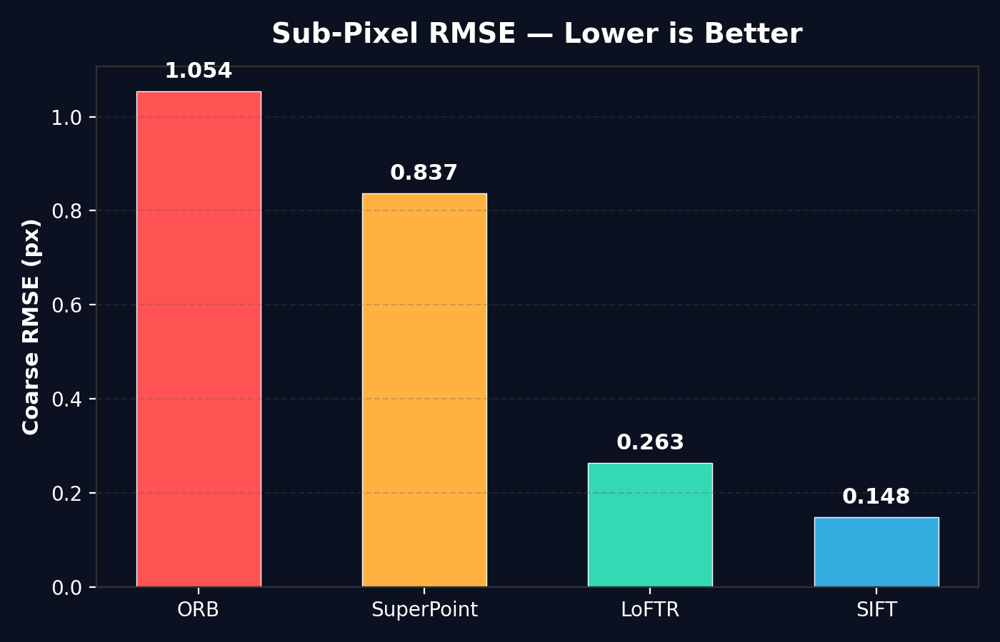 Sub-Pixel RMSE — Lower is Better
Coarse RMSE (px)
1.0
0.8
0.6
0.4
0.2
0.0
1.054
0.837
0.263
0.148
ORB
SuperPoint
LoFTR
SIFT